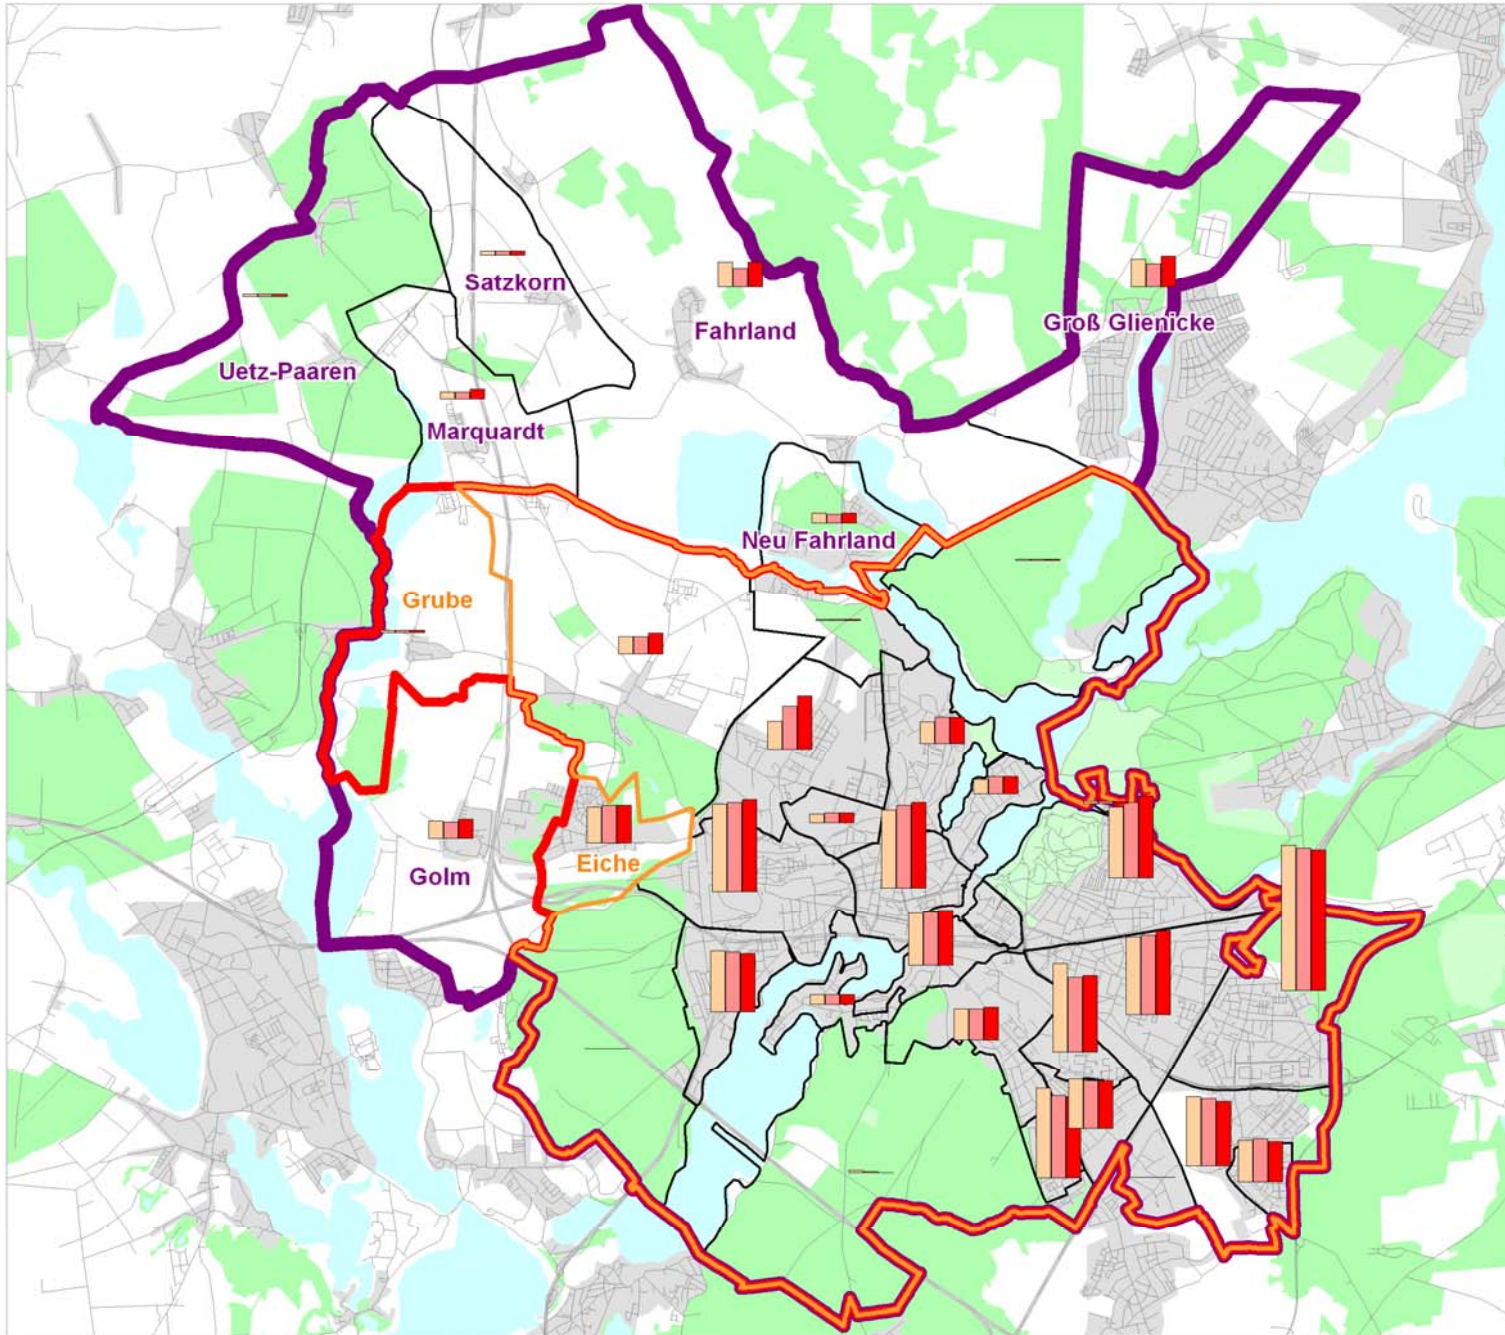 Satzkorn
Fahrland
Groß Glienicke
Uetz-Paaren
Marquardt
Neu Fahrland
Grube
Eiche
Golm